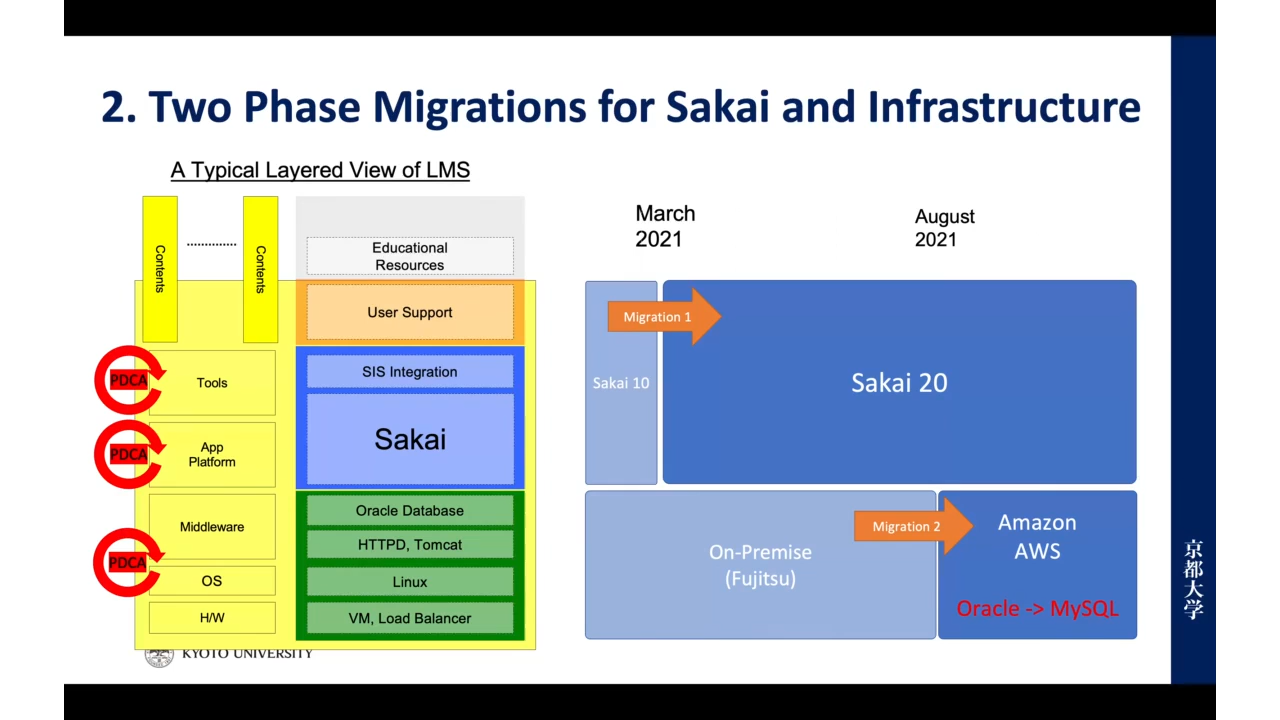 2. Two Phase Migrations for Sakai and Infrastructure
A Typical Layered View of LMS
Contents
..............
Contents
Educational
Resources
User Support
PDCA
Tools
SIS Integration
PDCA
App
Platform
Sakai
Middleware
Oracle Database
HTTPD, Tomcat
PDCA
OS
Linux
H/W
VM, Load Balancer
KYOTO UNIVERSITY
March
2021
August
2021
Migration 1
Sakai 10
Sakai 20
On-Premise
(Fujitsu)
Migration 2
Amazon
AWS
Oracle -> MySQL
京都大学